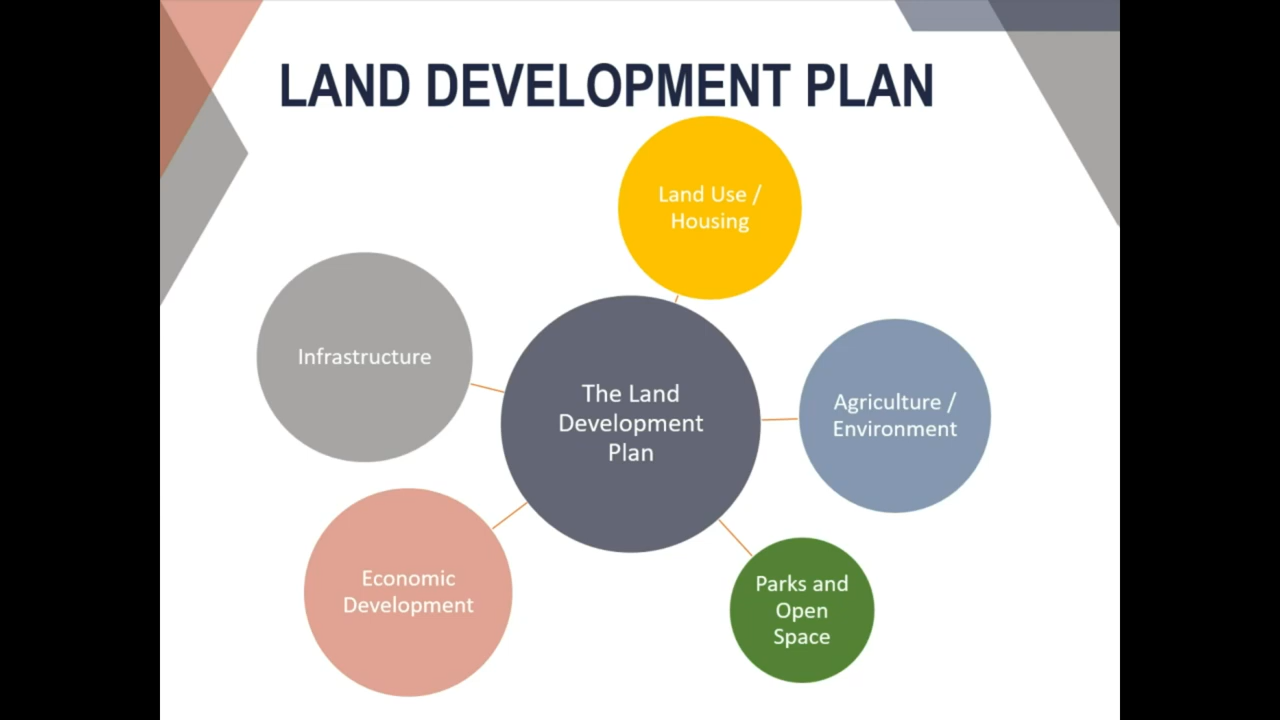 LAND DEVELOPMENT PLAN
Land Use /
Housing
Infrastructure
The Land
Development
Plan
Agriculture /
Environment
Economic
Development
Parks and
Open
Space